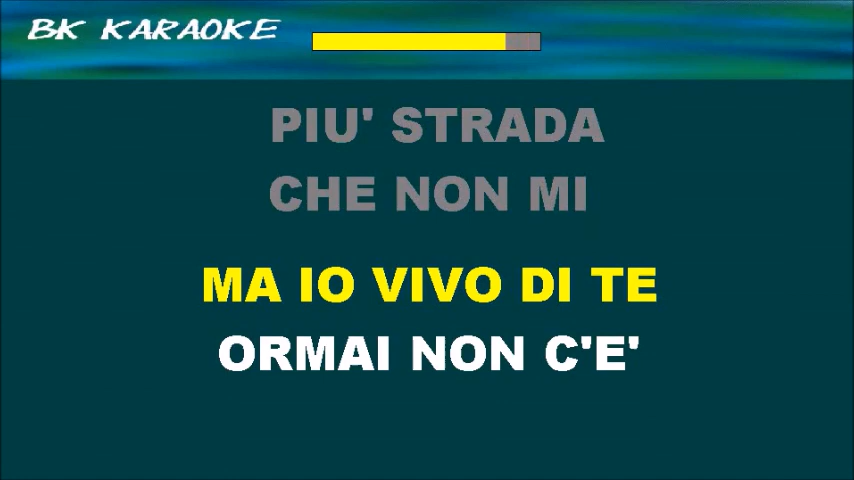 BK KARAOKE
PIU' STRADA
CHE NON MI
MA IO VIVO DI TE
ORMAI NON C'E'